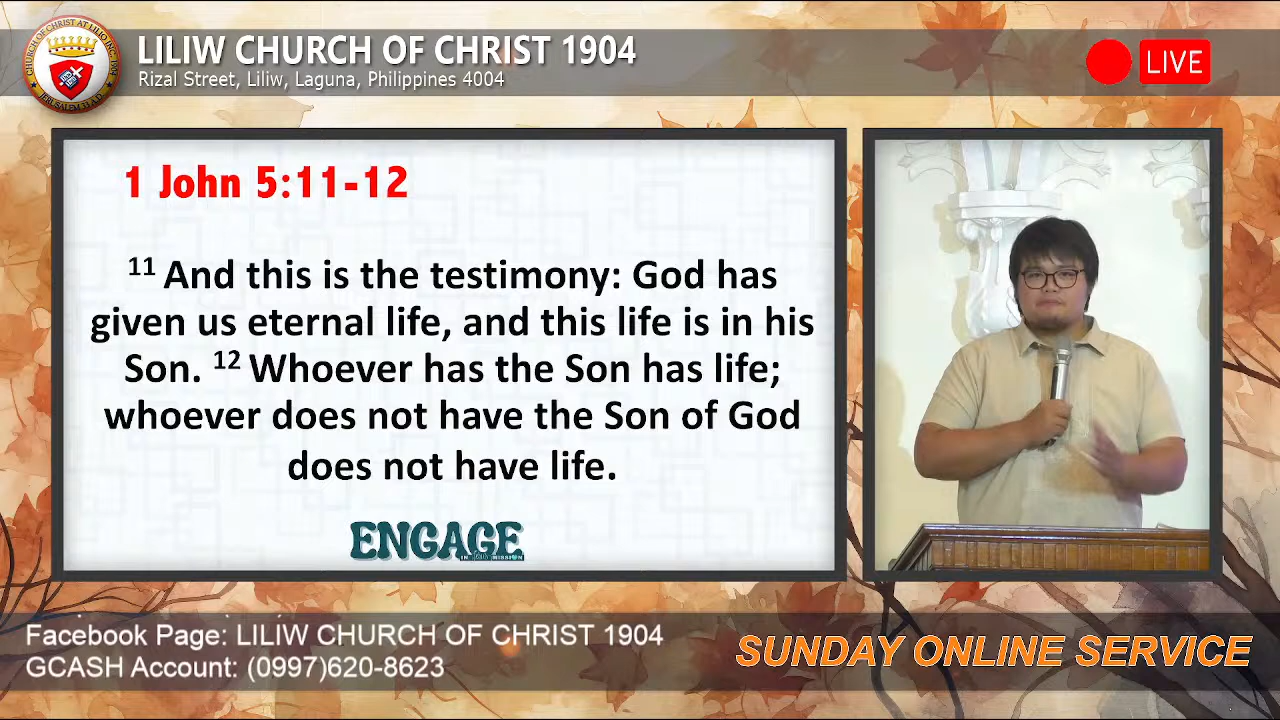 LILIW CHURCH OF CHRIST 1904
Rizal Street, Liliw, Laguna, Philippines 4004
LIVE
1 John 5:11-12
11 And this is the testimony: God has
given us eternal life, and this life is in his
Son. 12 Whoever has the Son has life;
whoever does not have the Son of God
does not have life.
ENGAGE
Facebook Page: LILIW CHURCH OF CHRIST 1904
GCASH Account: (0997)620-8623
SUNDAY ONLINE SERVICE